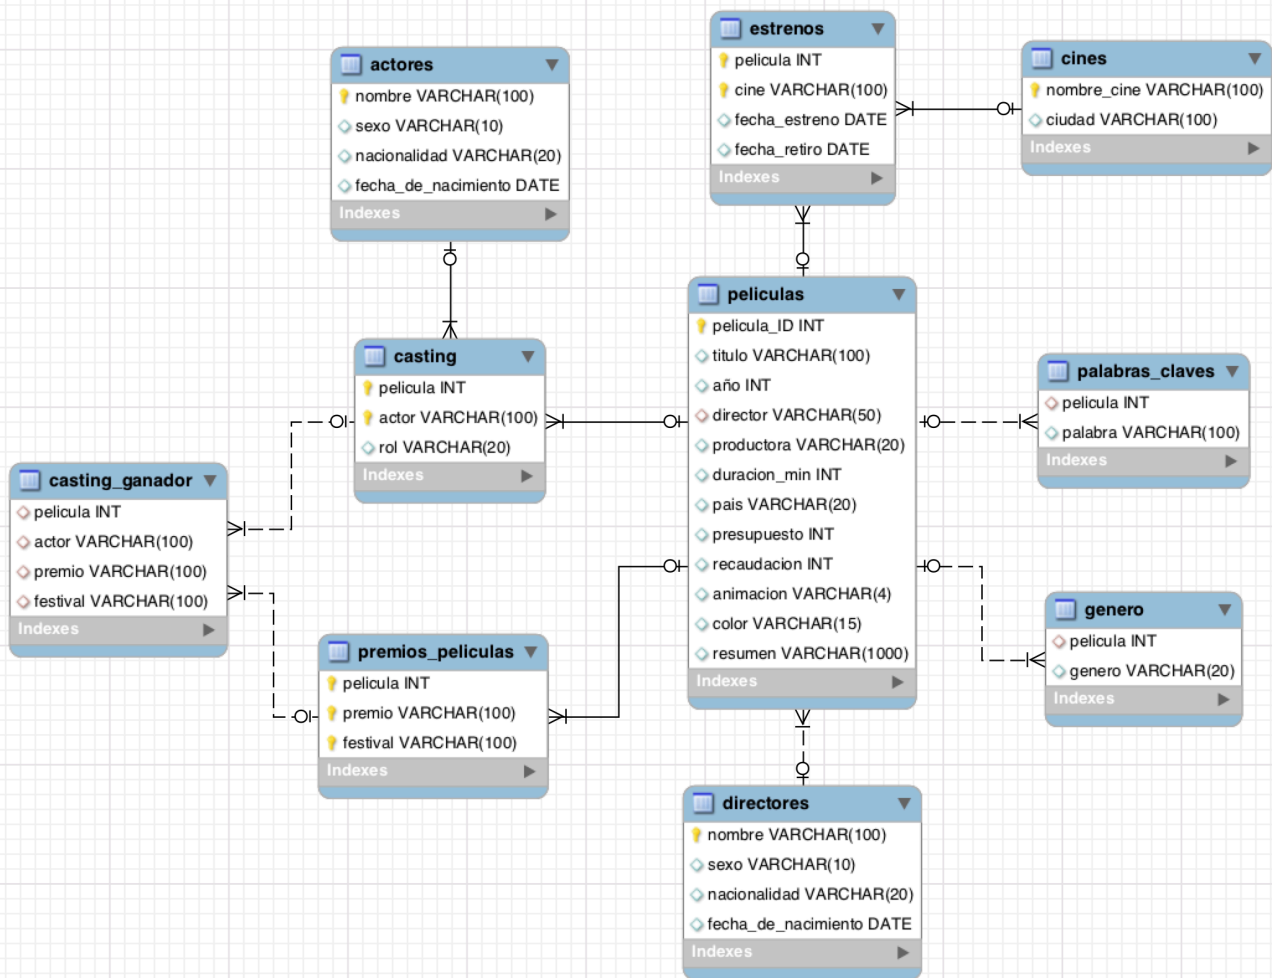 actores
nombre VARCHAR(100)
sexo VARCHAR(10)
nacionalidad VARCHAR(20)
fecha_de_nacimiento DATE
Indexes
estrenos
pelicula INT
cine VARCHAR(100)
fecha_estreno DATE
fecha_retiro DATE
Indexes
cines
nombre_cine VARCHAR(100)
ciudad VARCHAR(100)
Indexes
casting
pelicula INT
actor VARCHAR(100)
rol VARCHAR(20)
Indexes
peliculas
pelicula_ID INT
titulo VARCHAR(100)
año INT
director VARCHAR(50)
productora VARCHAR(20)
duracion_min INT
pais VARCHAR(20)
presupuesto INT
recaudacion INT
animacion VARCHAR(4)
color VARCHAR(15)
resumen VARCHAR(1000)
Indexes
palabras_claves
pelicula INT
palabra VARCHAR(100)
Indexes
casting_ganador
pelicula INT
actor VARCHAR(100)
premio VARCHAR(100)
festival VARCHAR(100)
Indexes
premios_peliculas
pelicula INT
premio VARCHAR(100)
festival VARCHAR(100)
Indexes
genero
pelicula INT
genero VARCHAR(20)
Indexes
directores
nombre VARCHAR(100)
sexo VARCHAR(10)
nacionalidad VARCHAR(20)
fecha_de_nacimiento DATE
Indexes